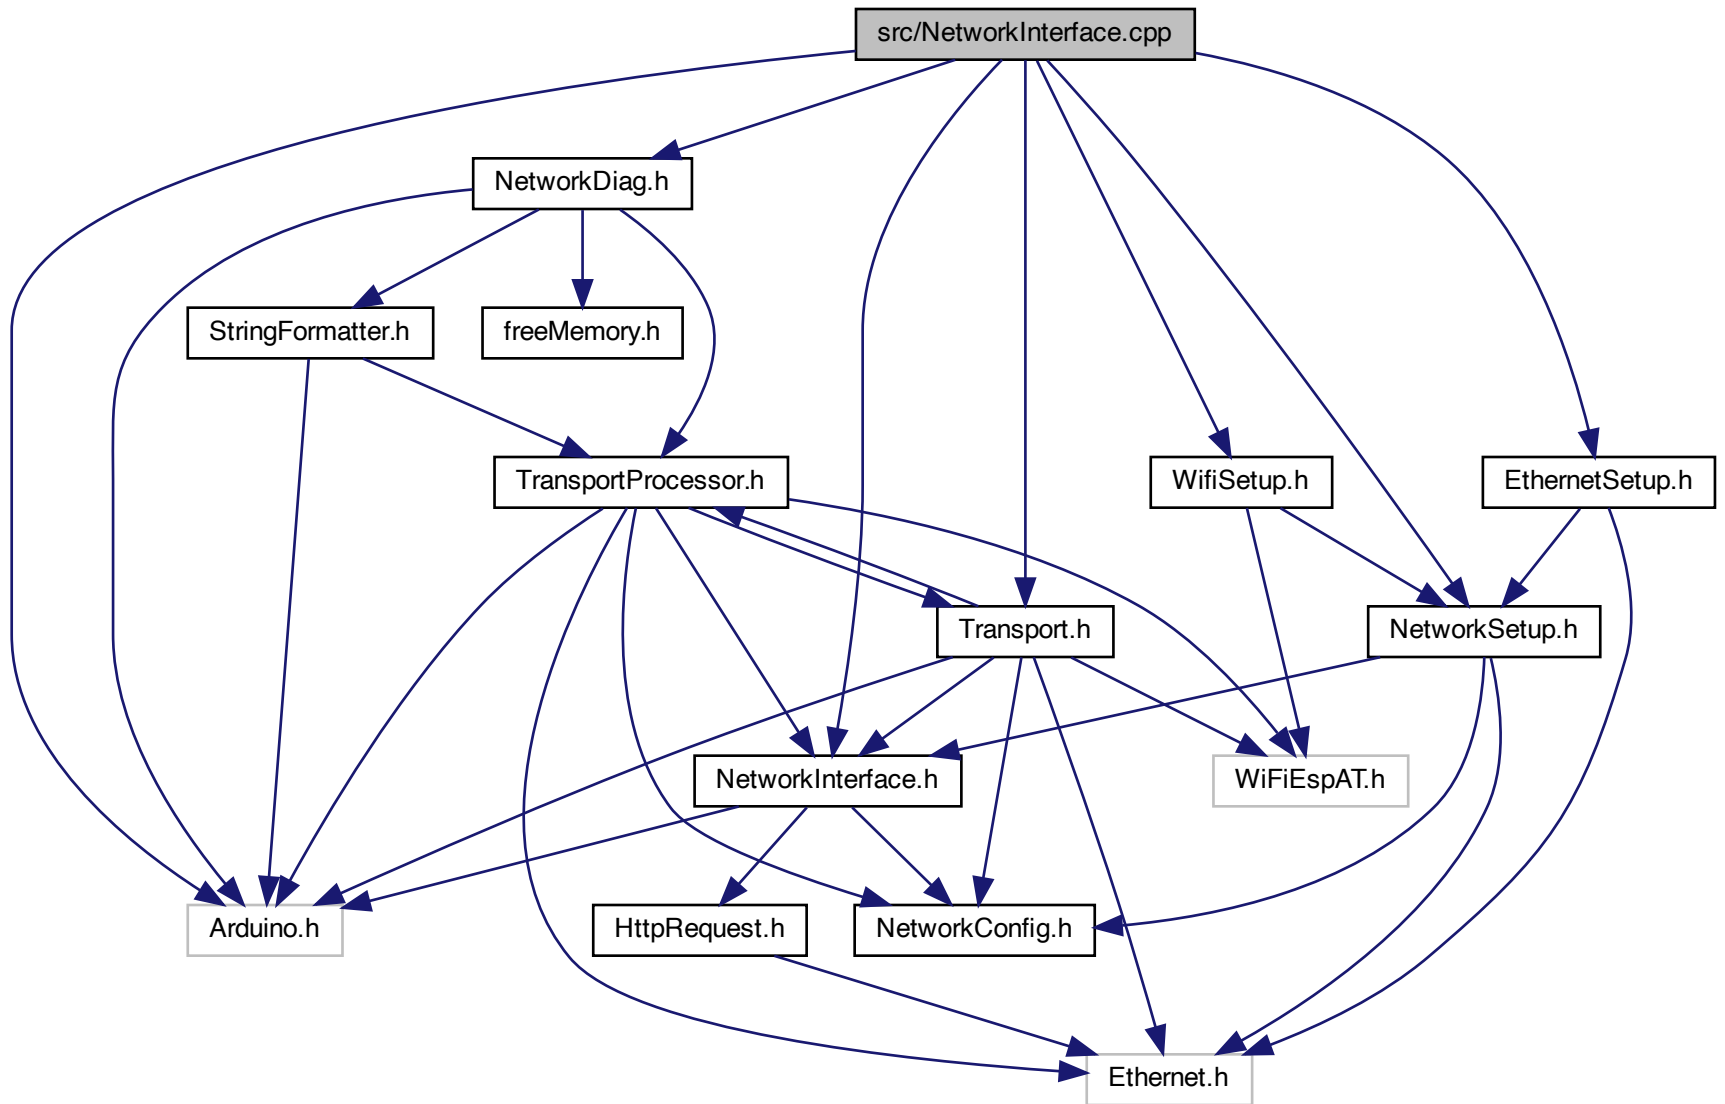 src/NetworkInterface.cpp
NetworkDiag.h
StringFormatter.h
freeMemory.h
TransportProcessor.h
WifiSetup.h
EthernetSetup.h
Transport.h
NetworkSetup.h
NetworkInterface.h
WiFiEspAT.h
Arduino.h
HttpRequest.h
NetworkConfig.h
Ethernet.h